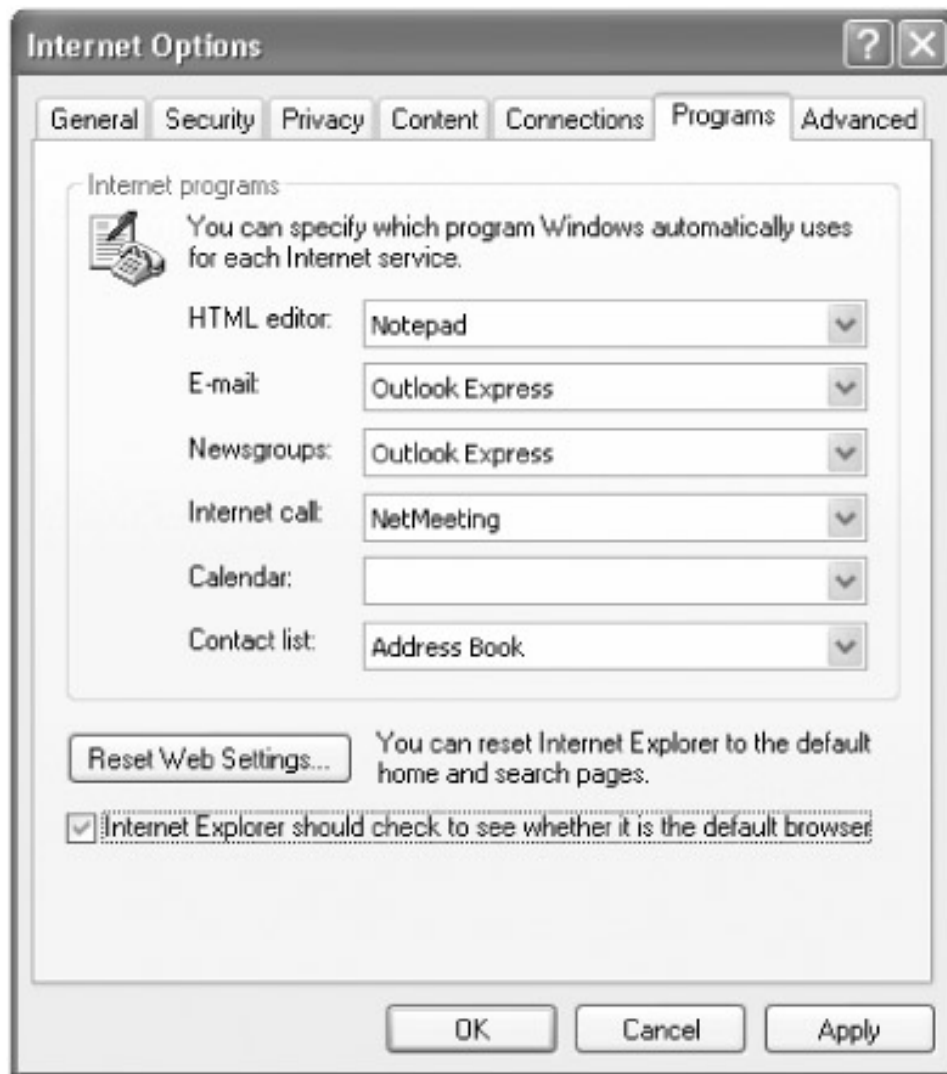 Internet Options
General Security Privacy Content Connections Programs Advanced
Internet programs
You can specify which program Windows automatically uses
for each Internet service.
HTML editor: Notepad
E-mail: Outlook Express
Newsgroups: Outlook Express
Internet call: NetMeeting
Calendar:
Contact list: Address Book
Reset Web Settings... You can reset Internet Explorer to the default
home and search pages.
Internet Explorer should check to see whether it is the default browser
OK Cancel Apply